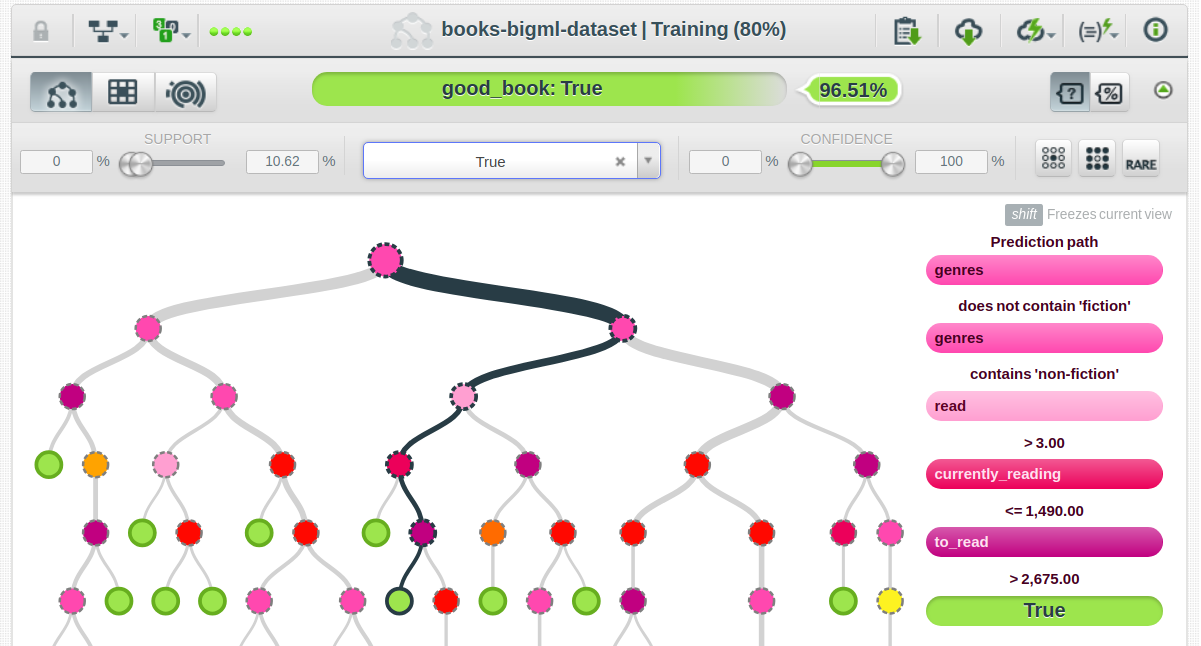 books-bigml-dataset | Training (80%)
good_book: True
96.51%
SUPPORT
CONFIDENCE
0 %
10.62 %
True
0 %
100 %
RARE
shift Freezes current view
Prediction path
genres
does not contain 'fiction'
genres
contains 'non-fiction'
read
> 3.00
currently_reading
<= 1,490.00
to_read
> 2,675.00
True